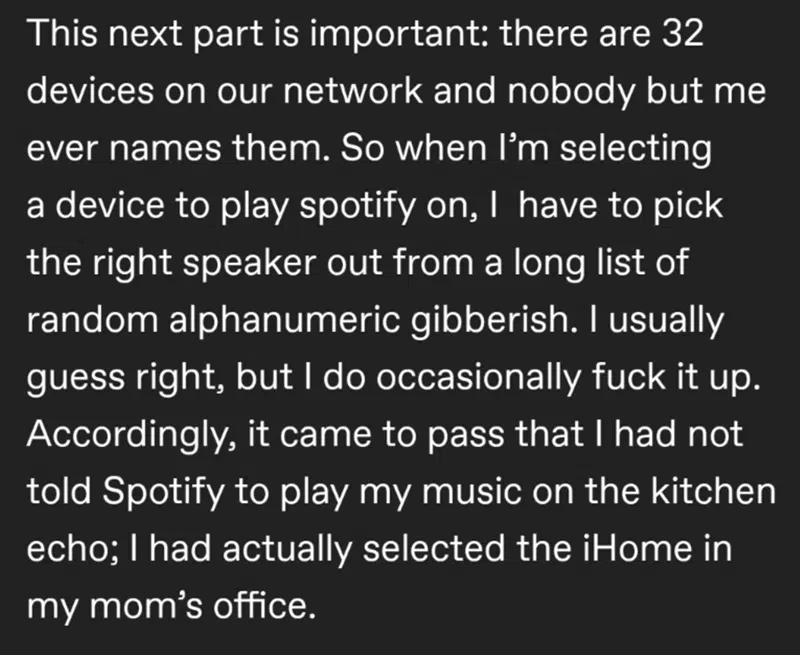 This next part is important: there are 32
devices on our network and nobody but me
ever names them. So when I’m selecting
a device to play spotify on, I  have to pick
the right speaker out from a long list of
random alphanumeric gibberish. I usually
guess right, but I do occasionally fuck it up.
Accordingly, it came to pass that I had not
told Spotify to play my music on the kitchen
echo; I had actually selected the iHome in
my mom’s office.